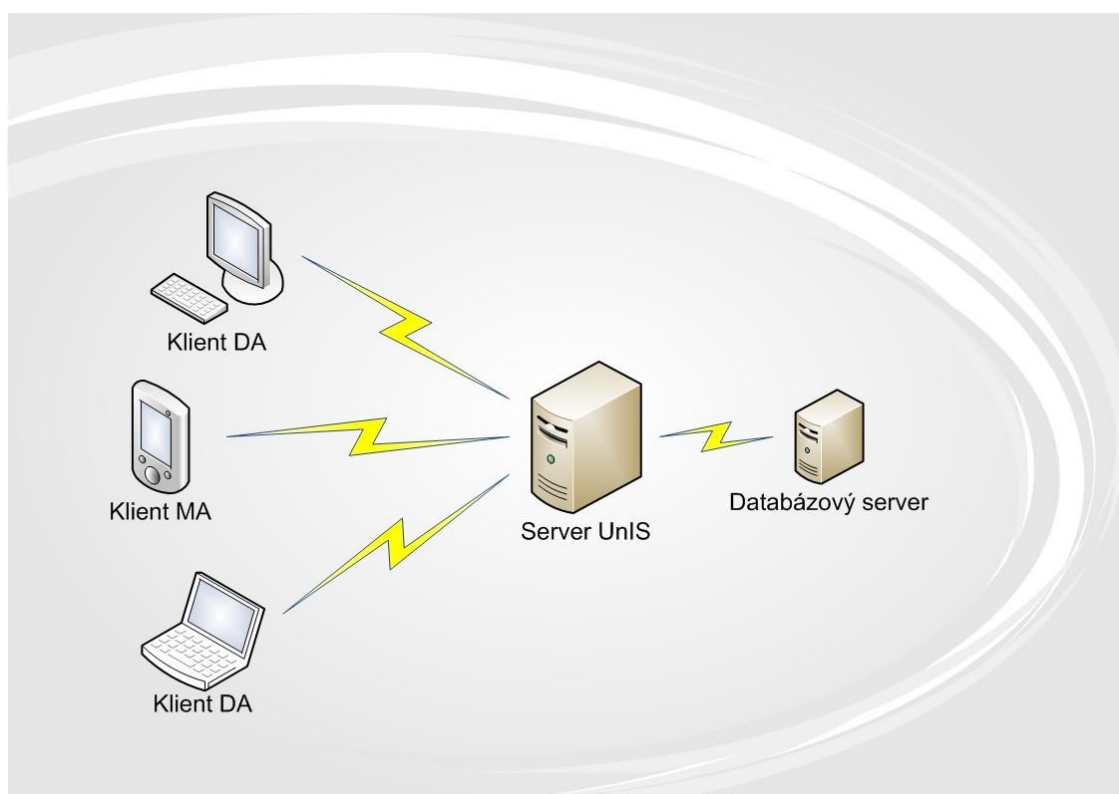 Klient DA
Klient MA
Klient DA
Server UnIS
Databázový server